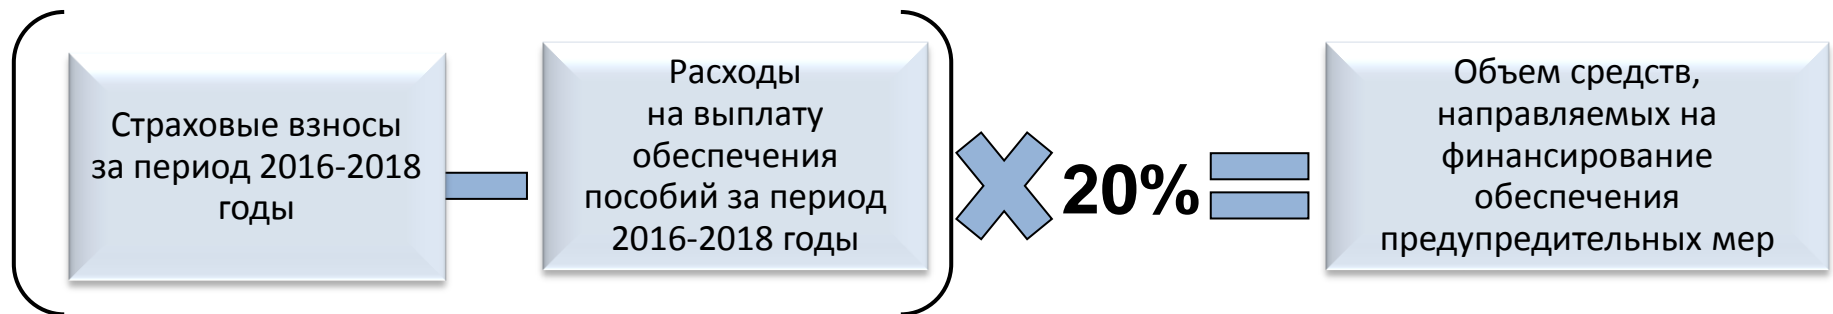 Страховые взносы
за период 2016-2018
годы
Расходы
на выплату
обеспечения
пособий за период
2016-2018 годы
20%
Объем средств,
направляемых на
финансирование
обеспечения
предупредительных мер